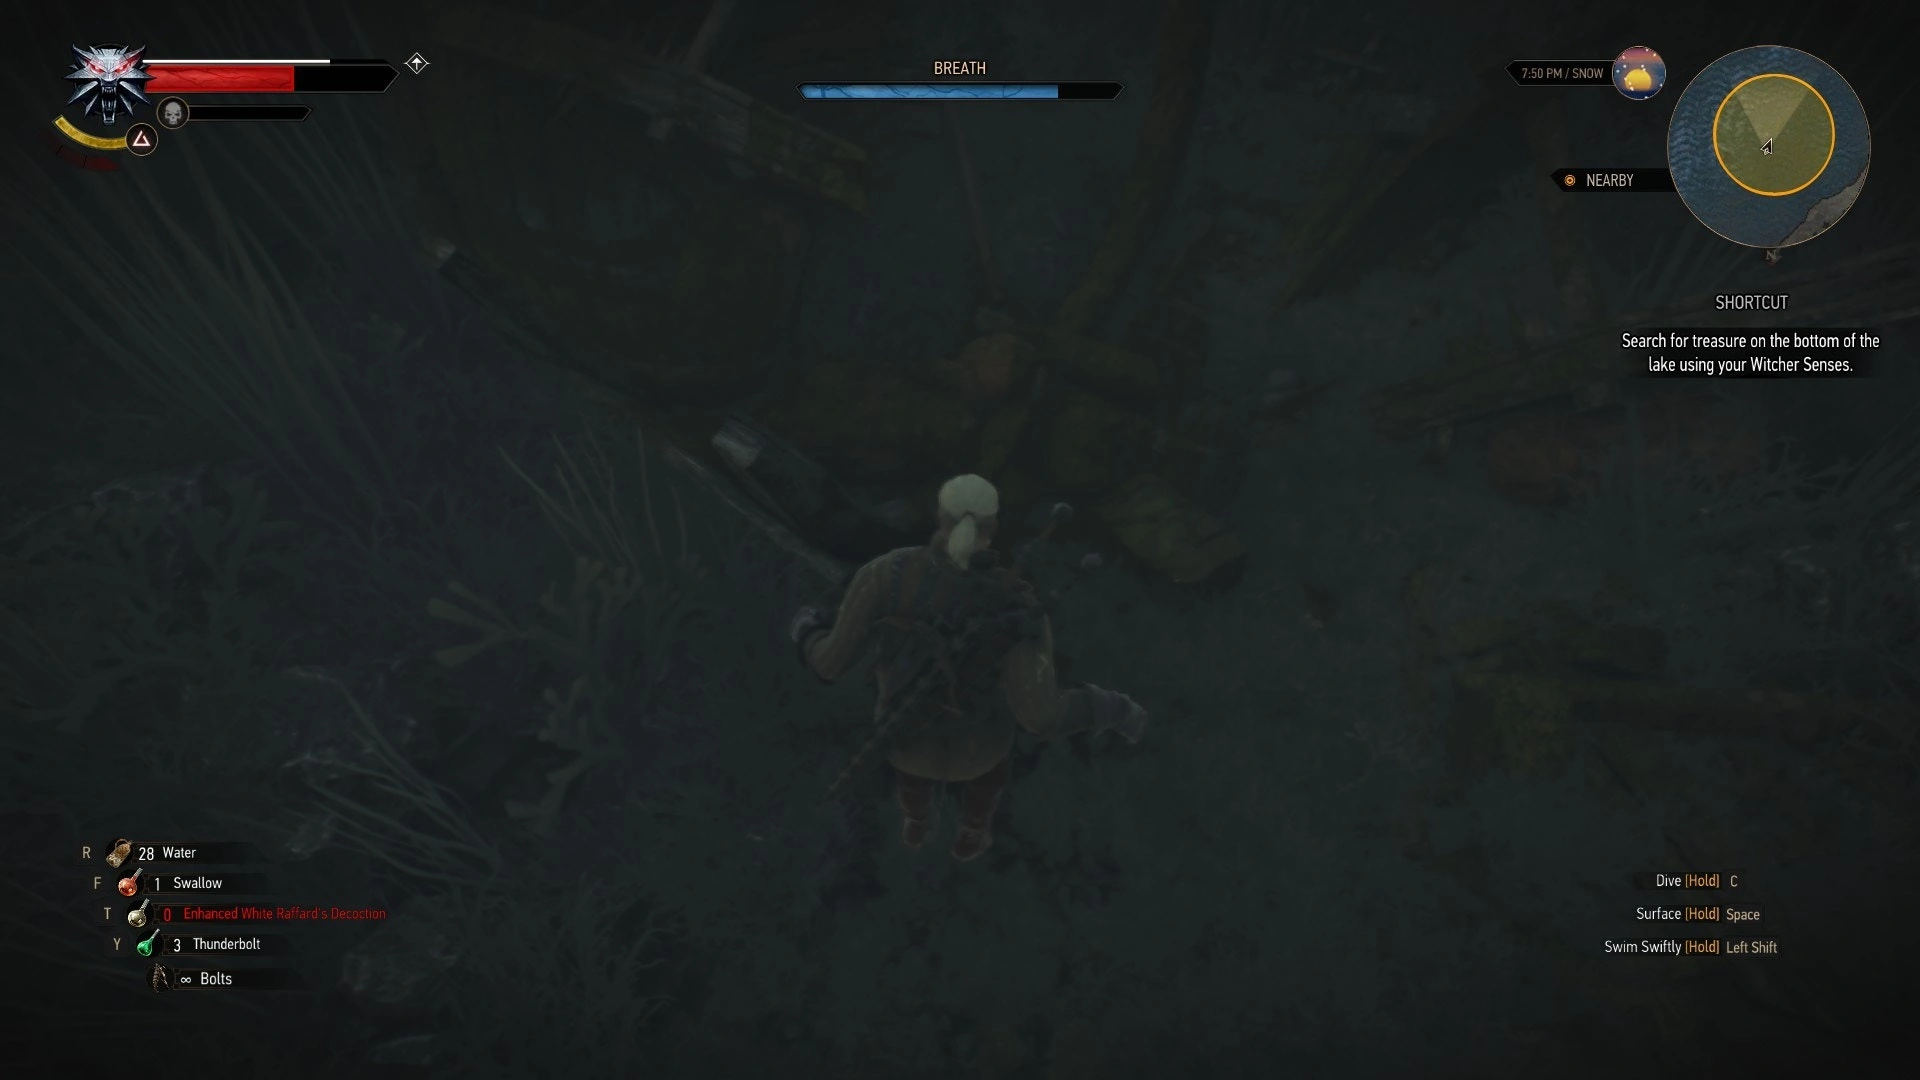 BREATH
7:50 PM / SNOW
NEARBY
N
SHORTCUT
Search for treasure on the bottom of the
lake using your Witcher Senses.
R 28 Water
F 1 Swallow
T 0 Enhanced White Raffard's Decoction
Y 3 Thunderbolt
∞ Bolts
Dive [Hold] C
Surface [Hold] Space
Swim Swiftly [Hold] Left Shift